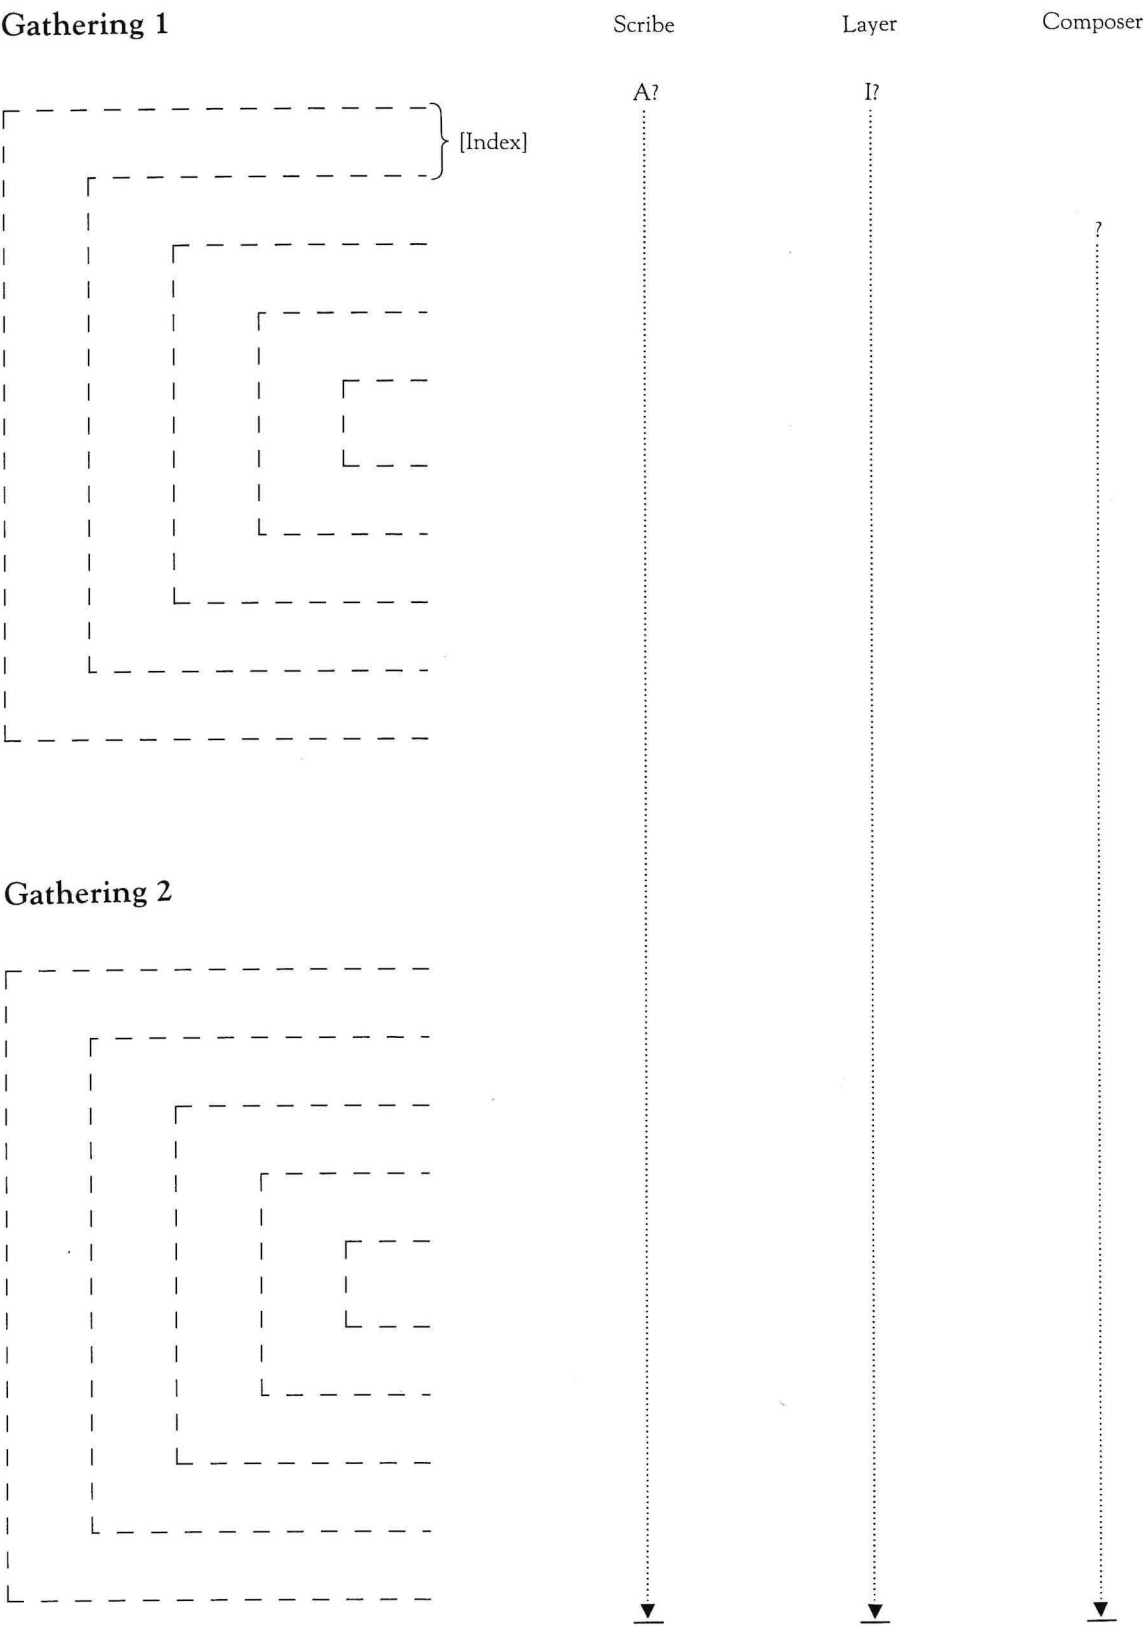 Gathering 1 Scribe Layer Composer
A? I?
[Index]
?
Gathering 2